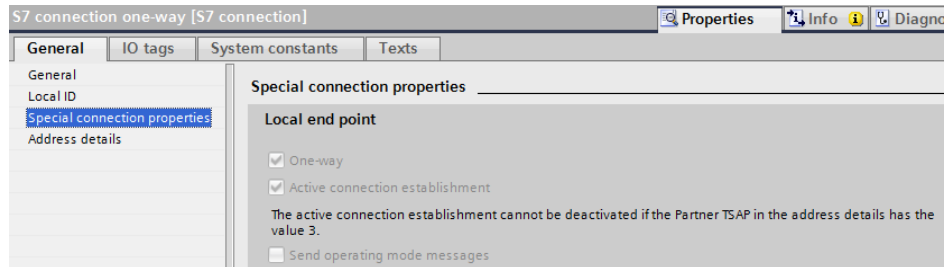 S7 connection one-way [S7 connection]
Properties Info Diagno
General IO tags System constants Texts
General
Local ID
Special connection properties
Address details
Special connection properties
Local end point
One-way
Active connection establishment
The active connection establishment cannot be deactivated if the Partner TSAP in the address details has the
value 3.
Send operating mode messages